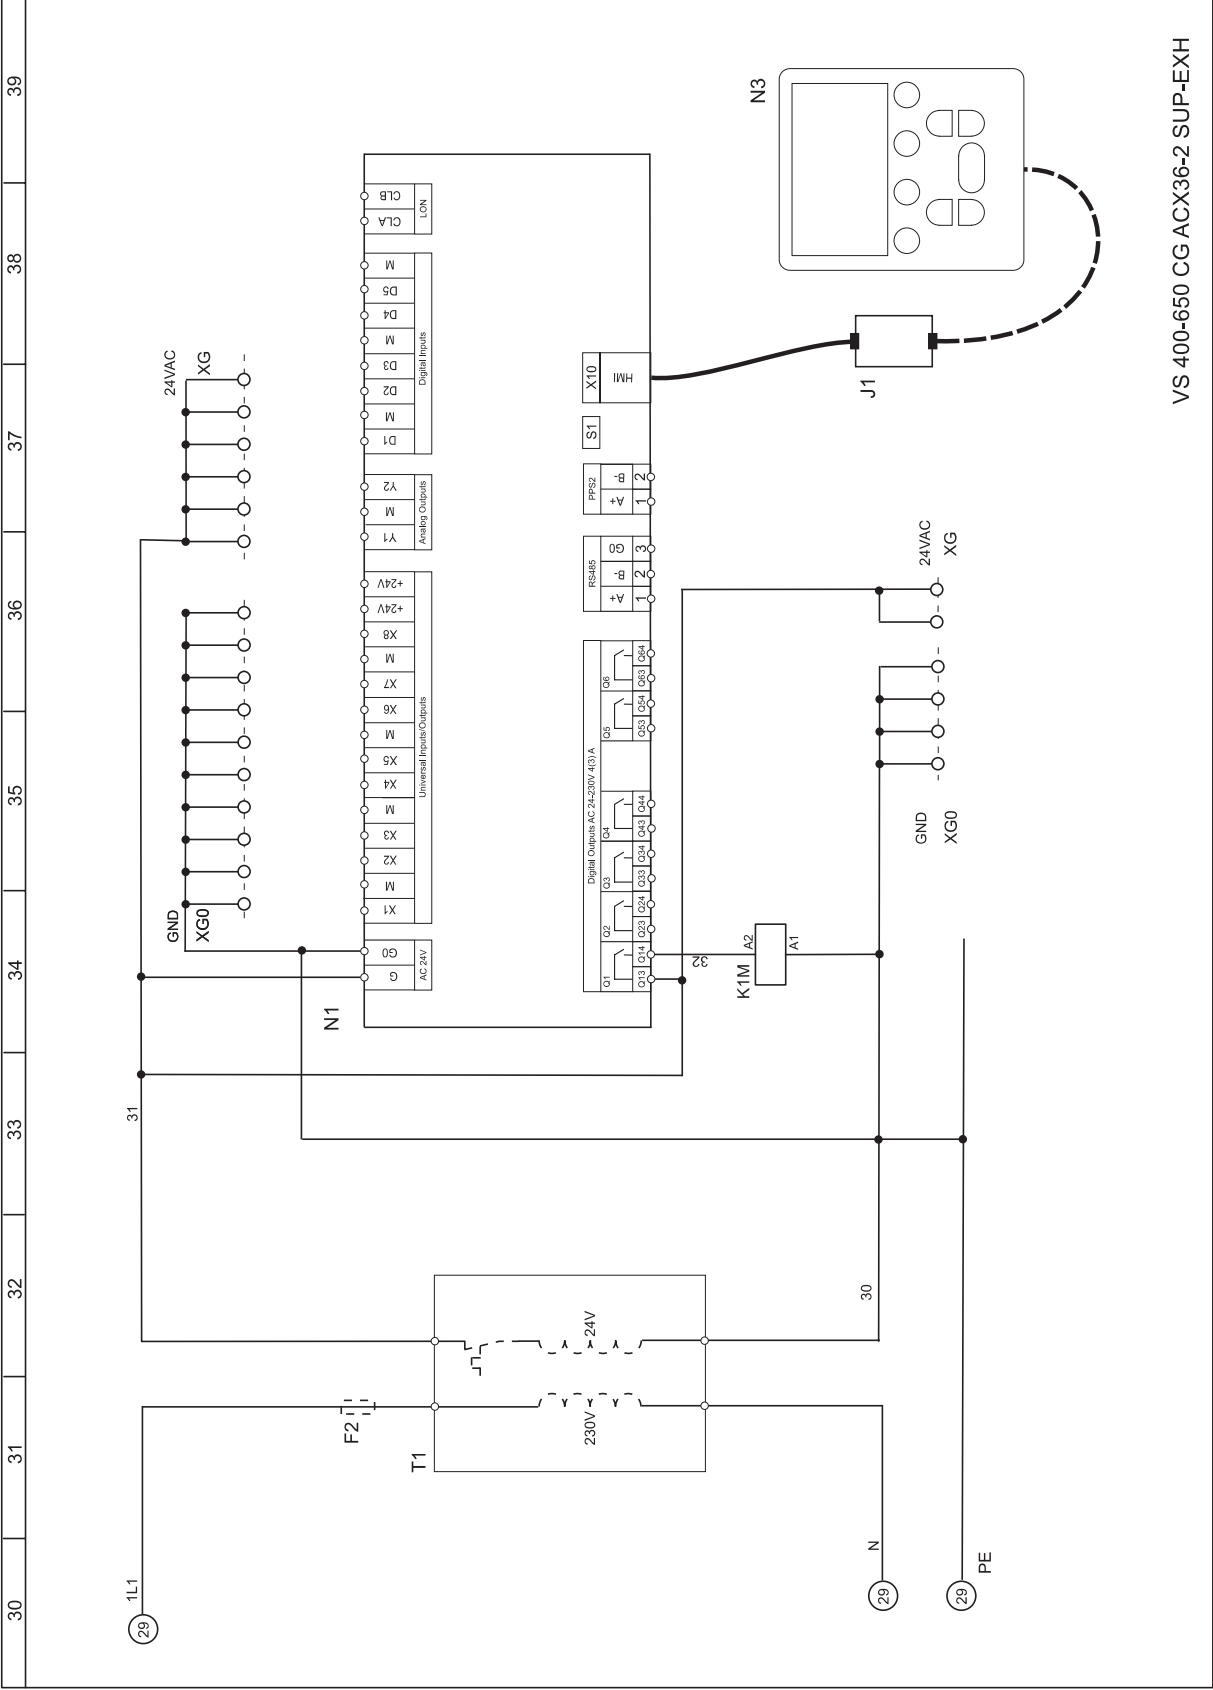 30
31
32
33
34
35
36
37
38
39
GND
XG0
24VAC
XG
31
N1
G
G0
AC 24V
X1
M
X2
X3
M
X4
X5
M
X6
X7
M
X8
+24V
+24V
Universal Inputs/Outputs
Y1
M
Y2
Analog Outputs
D1
M
D2
D3
M
D4
D5
M
Digital Inputs
CLA
CLB
LON
Digital Outputs AC 24-230V 4(3) A
Q1
Q2
Q3
Q4
Q5
Q6
Q13
Q14
Q23
Q24
Q33
Q34
Q43
Q44
Q53
Q54
Q63
Q64
RS485
A+
B-
G0
1
2
3
PPS2
A+
B-
1
2
S1
X10
HMI
N3
J1
32
K1M
A2
A1
GND
XG0
24VAC
XG
1L1
29
F2
T1
230V
24V
30
N
29
PE
29
VS 400-650 CG ACX36-2 SUP-EXH